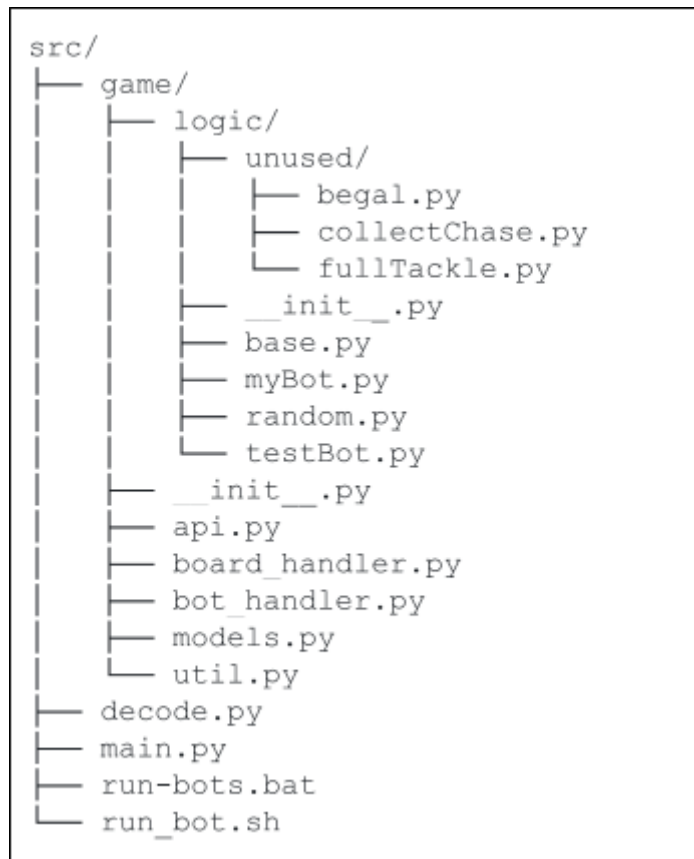 src/
├── game/
│   ├── logic/
│   │   ├── unused/
│   │   │   ├── begal.py
│   │   │   ├── collectChase.py
│   │   │   └── fullTackle.py
│   │   ├── __init__.py
│   │   ├── base.py
│   │   ├── myBot.py
│   │   ├── random.py
│   │   └── testBot.py
│   ├── __init__.py
│   ├── api.py
│   ├── board_handler.py
│   ├── bot_handler.py
│   ├── models.py
│   └── util.py
├── decode.py
├── main.py
├── run-bots.bat
└── run_bot.sh